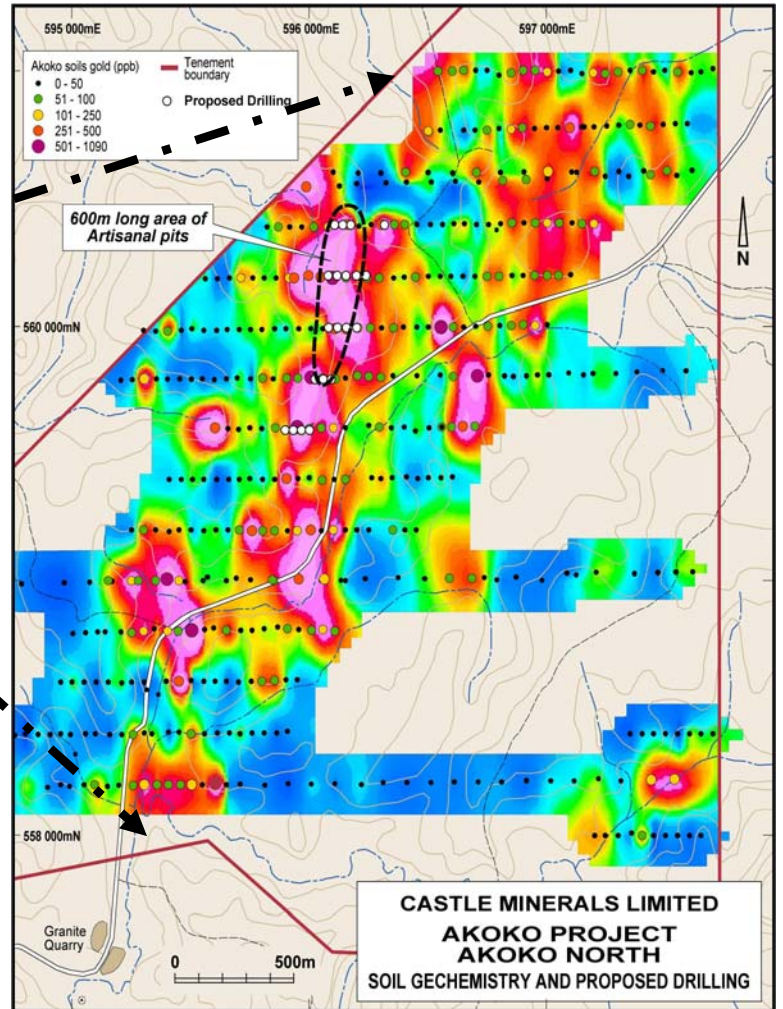 595 000mE
596 000mE
597 000mE
Akoko soils gold (ppb)
0 - 50
51 - 100
101 - 250
251 - 500
501 - 1090
Tenement
boundary
Proposed Drilling
600m long area of
Artisanal pits
N
560 000mN
558 000mN
Granite
Quarry
0
500m
CASTLE MINERALS LIMITED
AKOKO PROJECT
AKOKO NORTH
SOIL GECHEMISTRY AND PROPOSED DRILLING